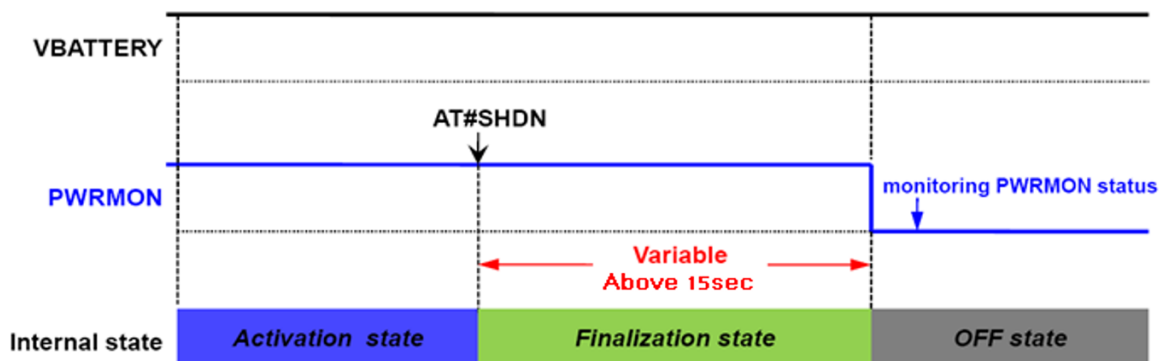 VBATTERY
AT#SHDN
PWRMON
monitoring PWRMON status
Variable
Above 15sec
Internal state
Activation state
Finalization state
OFF state